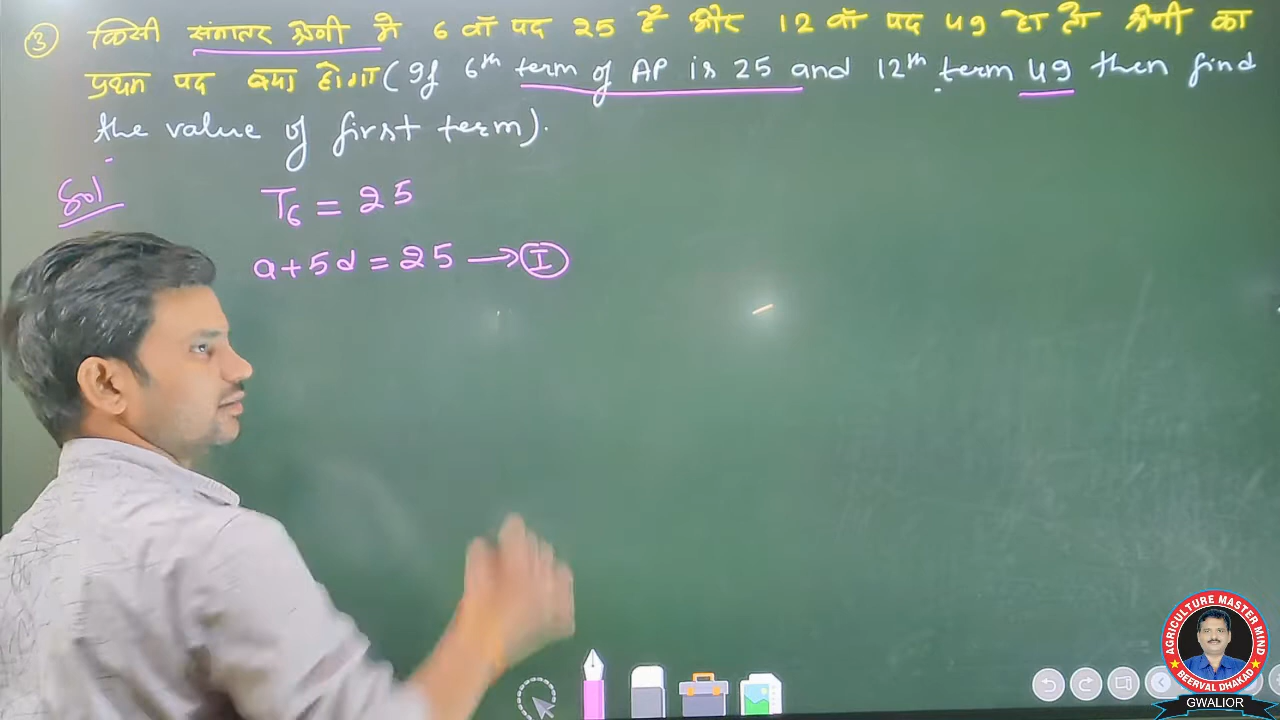 ③ किसी समान्तर श्रेणी मे 6 वाँ पद 25 है और 12 वाँ पद 49 हो तो श्रेणी का
प्रथम पद क्या होगा (If 6th term of AP is 25 and 12th term 49 then find
the value of first term).
Sol
T6 = 25
a+5d = 25 → Ⓘ
AGRICULTURE MASTER MIND
BEERVAL DHAKAD
GWALIOR